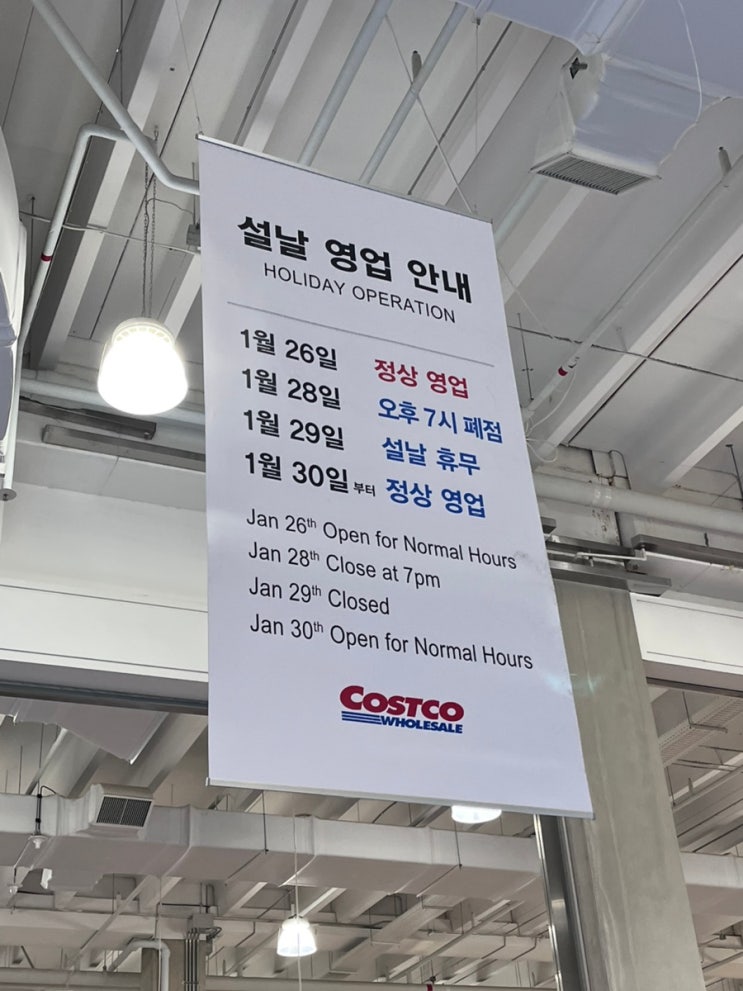 설날 영업 안내
HOLIDAY OPERATION
1월 26일 정상 영업
1월 28일 오후 7시 폐점
1월 29일 설날 휴무
1월 30일부터 정상 영업
Jan 26th Open for Normal Hours
Jan 28th Close at 7pm
Jan 29th Closed
Jan 30th Open for Normal Hours
COSTCO
WHOLESALE